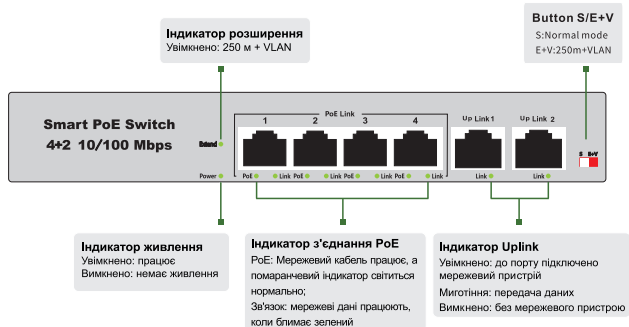 Індикатор розширення
Увімкнено: 250 м + VLAN
Button S/E+V
S:Normal mode
E+V:250m+VLAN
Smart PoE Switch
4+2 10/100 Mbps
Extend
Power
PoE Link
1 2 3 4
Up Link 1 Up Link 2
S E+V
PoE Link PoE Link PoE Link PoE Link Link Link
Індикатор живлення
Увімкнено: працює
Вимкнено: немає живлення
Індикатор з'єднання PoE
PoE: Мережевий кабель працює, а
помаранчевий індикатор світиться
нормально;
Зв'язок: мережеві дані працюють,
коли блимає зелений
Індикатор Uplink
Увімкнено: до порту підключено
мережевий пристрій
Миготіння: передача даних
Вимкнено: без мережевого пристрою